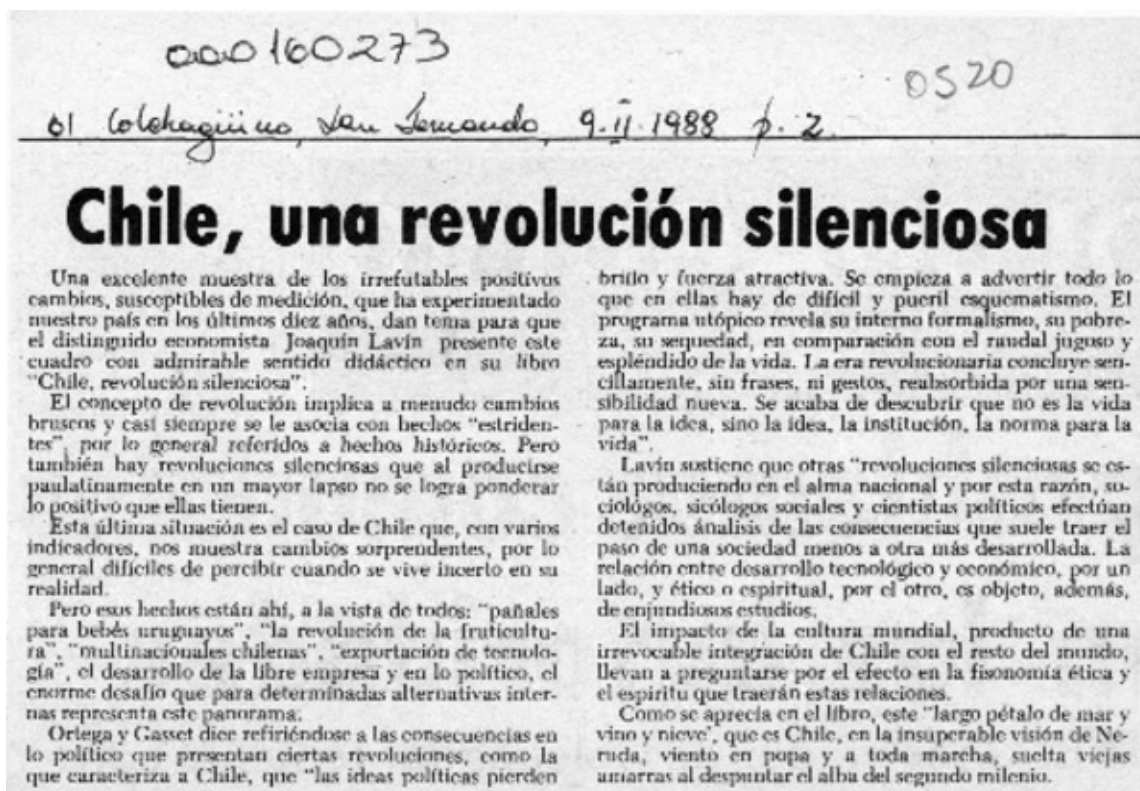 000160273
0520
El Colchagüino, San Fernando, 9.II.1988 p. 2
Chile, una revolución silenciosa
Una excelente muestra de los irrefutables positivos
cambios, susceptibles de medición, que ha experimentado
nuestro país en los últimos diez años, dan tema para que
el distinguido economista Joaquín Lavín presente este
cuadro con admirable sentido didáctico en su libro
"Chile, revolución silenciosa".
El concepto de revolución implica a menudo cambios
bruscos y casi siempre se le asocia con hechos "estriden-
tes", por lo general referidos a hechos históricos. Pero
también hay revoluciones silenciosas que al producirse
paulatinamente en un mayor lapso no se logra ponderar
lo positivo que ellas tienen.
Esta última situación es el caso de Chile que, con varios
indicadores, nos muestra cambios sorprendentes, por lo
general difíciles de percibir cuando se vive incerto en su
realidad.
Pero esos hechos están ahí, a la vista de todos: "pañales
para bebés uruguayos", "la revolución de la fruticultu-
ra", "multinacionales chilenas", "exportación de tecnolo-
gía", el desarrollo de la libre empresa y en lo político, el
enorme desafío que para determinadas alternativas inter-
nas representa este panorama.
Ortega y Gasset dice refiriéndose a las consecuencias en
lo político que presentan ciertas revoluciones, como la
que caracteriza a Chile, que "las ideas políticas pierden
brillo y fuerza atractiva. Se empieza a advertir todo lo
que en ellas hay de difícil y pueril esquematismo. El
programa utópico revela su interno formalismo, su pobre-
za, su sequedad, en comparación con el raudal jugoso y
espléndido de la vida. La era revolucionaria concluye sen-
cillamente, sin frases, ni gestos, reabsorbida por una sen-
sibilidad nueva. Se acaba de descubrir que no es la vida
para la idea, sino la idea, la institución, la norma para la
vida".
Lavín sostiene que otras "revoluciones silenciosas se es-
tán produciendo en el alma nacional y por esta razón, so-
ciólogos, sicólogos sociales y cientistas políticos efectúan
detenidos ánalisis de las consecuencias que suele traer el
paso de una sociedad menos a otra más desarrollada. La
relación entre desarrollo tecnológico y económico, por un
lado, y ético o espiritual, por el otro, es objeto, además,
de enjundiosos estudios.
El impacto de la cultura mundial, producto de una
irrevocable integración de Chile con el resto del mundo,
llevan a preguntarse por el efecto en la fisonomía ética y
el espíritu que traerán estas relaciones.
Como se aprecia en el libro, este "largo pétalo de mar y
vino y nieve', que es Chile, en la insuperable visión de Ne-
ruda, viento en popa y a toda marcha, suelta viejas
amarras al despuntar el alba del segundo milenio.